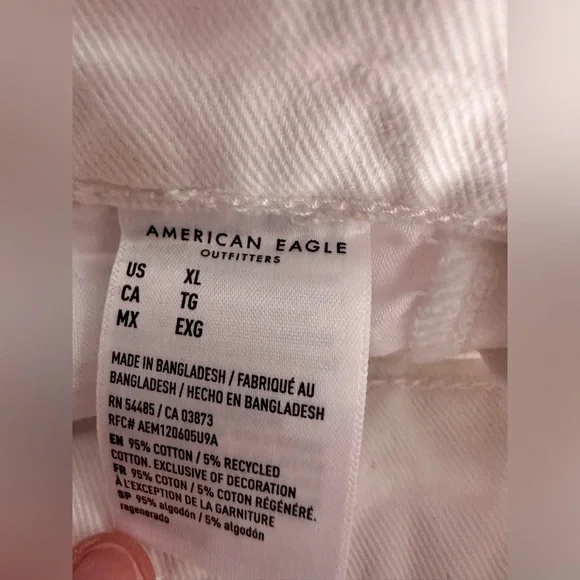 AMERICAN EAGLE
OUTFITTERS
US XL
CA TG
MX EXG
MADE IN BANGLADESH / FABRIQUÉ AU
BANGLADESH / HECHO EN BANGLADESH
RN 54485 / CA 03873
RFC# AEM120605U9A
EN 95% COTTON / 5% RECYCLED
COTTON. EXCLUSIVE OF DECORATION
FR 95% COTON / 5% COTON RÉGÉNÉRÉ.
À L'EXCEPTION DE LA GARNITURE
SP 95% algodón / 5% algodón
regenerado